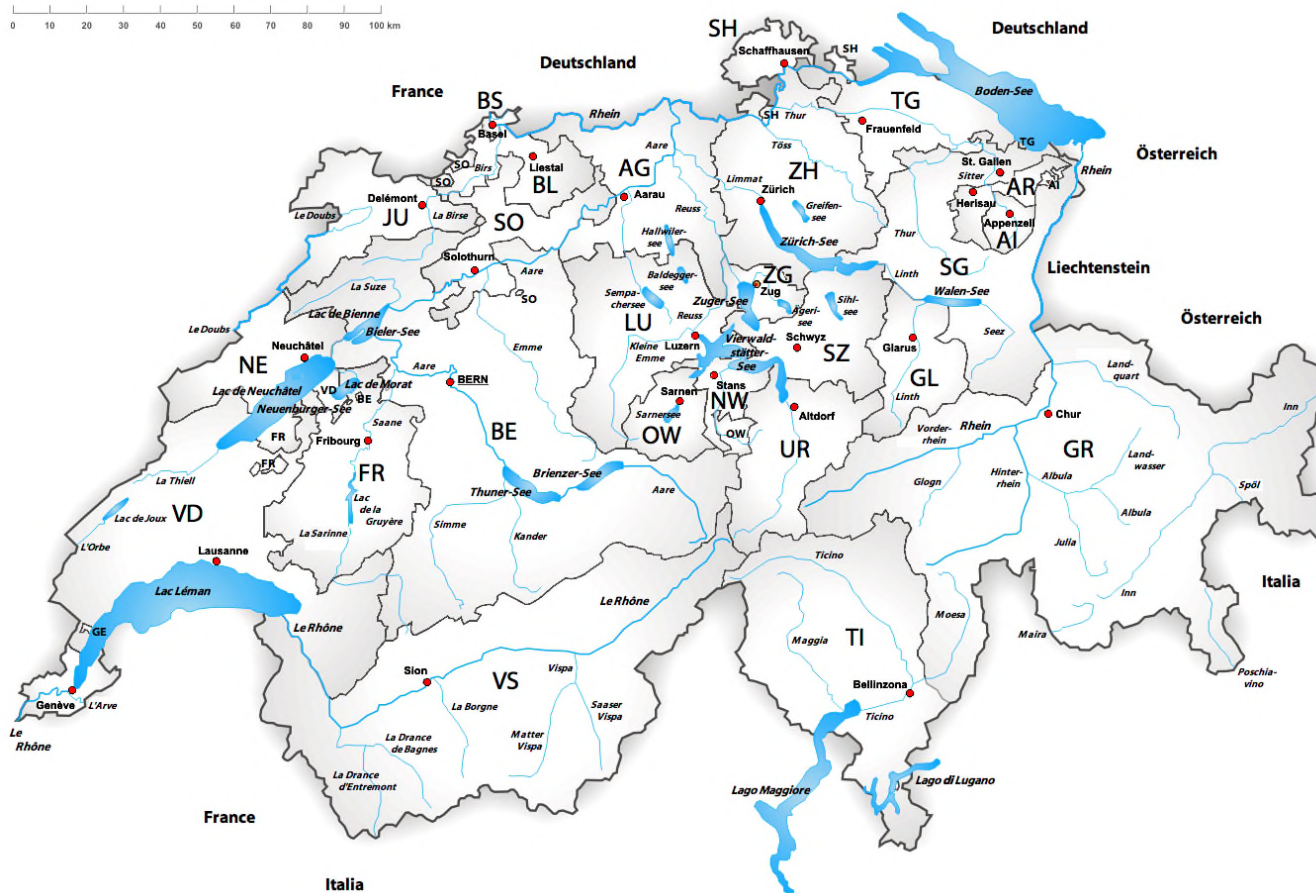 0 10 20 30 40 50 60 70 80 90 100 km
SH
Deutschland
Schaffhausen
SH
Deutschland
France
BS
Rhein
Boden-See
SH
Thur
TG
Basel
Frauenfeld
TG
Österreich
Aare
Töss
SO
Birs
Liestal
BL
AG
ZH
St. Gallen
Rhein
SO
Limmat
Sitter
AR
AI
Delémont
Aarau
Zürich
Herisau
Le Doubs
JU
La Birse
SO
Reuss
Greifen-
see
Appenzell
AI
Hallwiler-
see
Zürich-See
Thur
Solothurn
Aare
SG
Liechtenstein
Baldegger-
see
ZG
Zug
Linth
La Suze
SO
Sempa-
chersee
Zuger-See
Ägeri-
see
Sihl-
see
Walen-See
Österreich
Lac de Bienne
Bieler-See
LU
Reuss
Le Doubs
Emme
Kleine
Emme
Luzern
Vierwald-
stätter-
See
Schwyz
SZ
Glarus
Seez
Neuchâtel
NE
Aare
Land-
quart
Lac de Neuchâtel
VD
Lac de Morat
BERN
Stans
GL
Inn
Neuenburger-See
BE
Sarnen
NW
Linth
Sarnersee
Altdorf
Chur
Saane
BE
OW
OW
UR
Vorder-
rhein
Rhein
GR
FR
Fribourg
FR
FR
Brienzer-See
Glogn
Hinter-
rhein
Albula
Land-
wasser
La Thiell
Thuner-See
Aare
Spöl
Lac de Joux
VD
Lac
de la
Gruyère
Albula
L'Orbe
La Sarinne
Simme
Kander
Julia
Lausanne
Ticino
Italia
Lac Léman
Le Rhône
Inn
Moesa
GE
Le Rhône
Maggia
TI
Maira
Sion
VS
Vispa
Bellinzona
Poschia-
vino
Genève
L'Arve
La Borgne
Saaser
Vispa
Ticino
Le
Rhône
La Drance
de Bagnes
Matter
Vispa
La Drance
d'Entremont
Lago Maggiore
Lago di Lugano
France
Italia